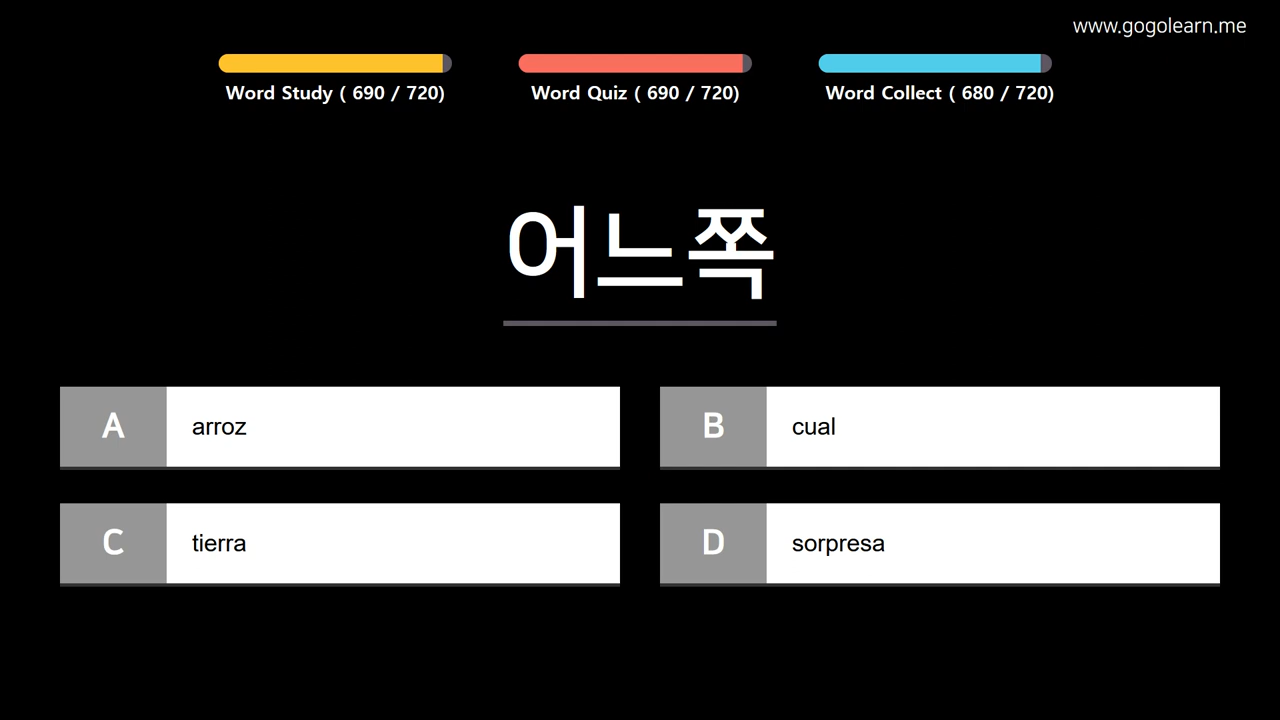 www.gogolearn.me
Word Study ( 690 / 720)
Word Quiz ( 690 / 720)
Word Collect ( 680 / 720)
어느쪽
A arroz
B cual
C tierra
D sorpresa